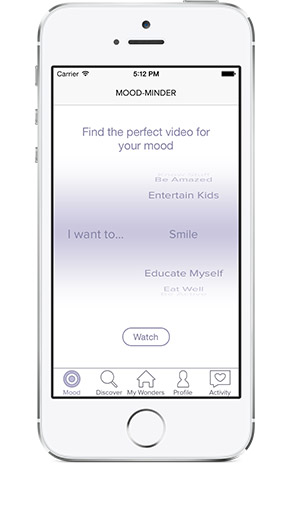 Carrier 5:12 PM
MOOD-MINDER
Find the perfect video for
your mood
Be Amazed
Entertain Kids
I want to... Smile
Educate Myself
Eat Well
Watch
Mood Discover My Wonders Profile Activity